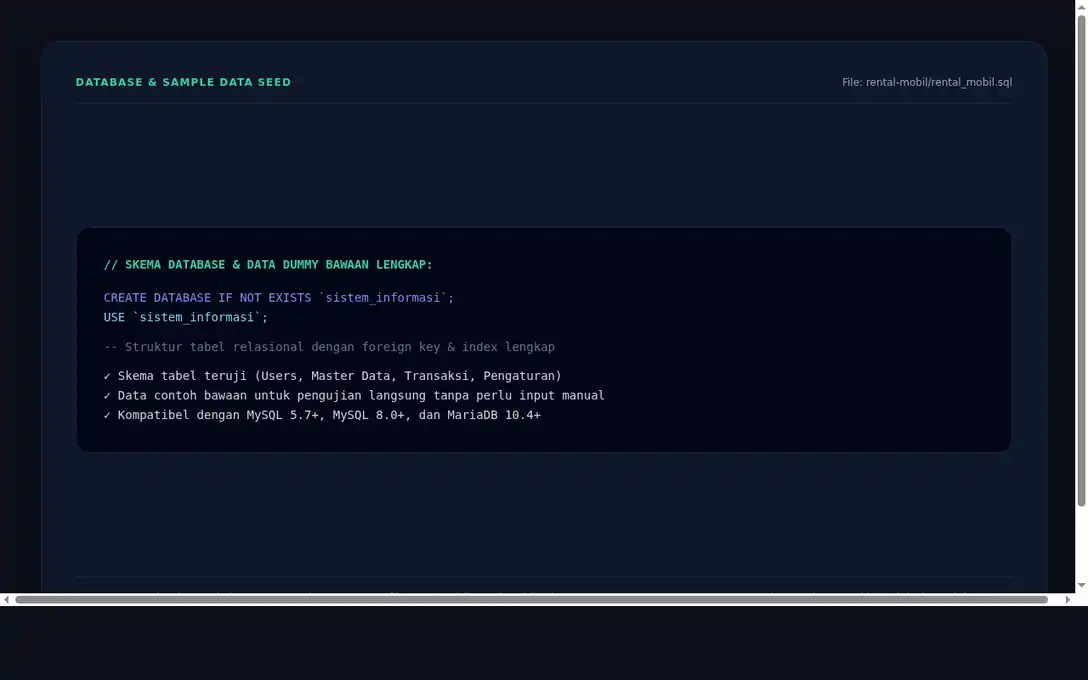 DATABASE & SAMPLE DATA SEED
File: rental-mobil/rental_mobil.sql
// SKEMA DATABASE & DATA DUMMY BAWAAN LENGKAP:
CREATE DATABASE IF NOT EXISTS `sistem_informasi`;
USE `sistem_informasi`;
-- Struktur tabel relasional dengan foreign key & index lengkap
✓ Skema tabel teruji (Users, Master Data, Transaksi, Pengaturan)
✓ Data contoh bawaan untuk pengujian langsung tanpa perlu input manual
✓ Kompatibel dengan MySQL 5.7+, MySQL 8.0+, dan MariaDB 10.4+